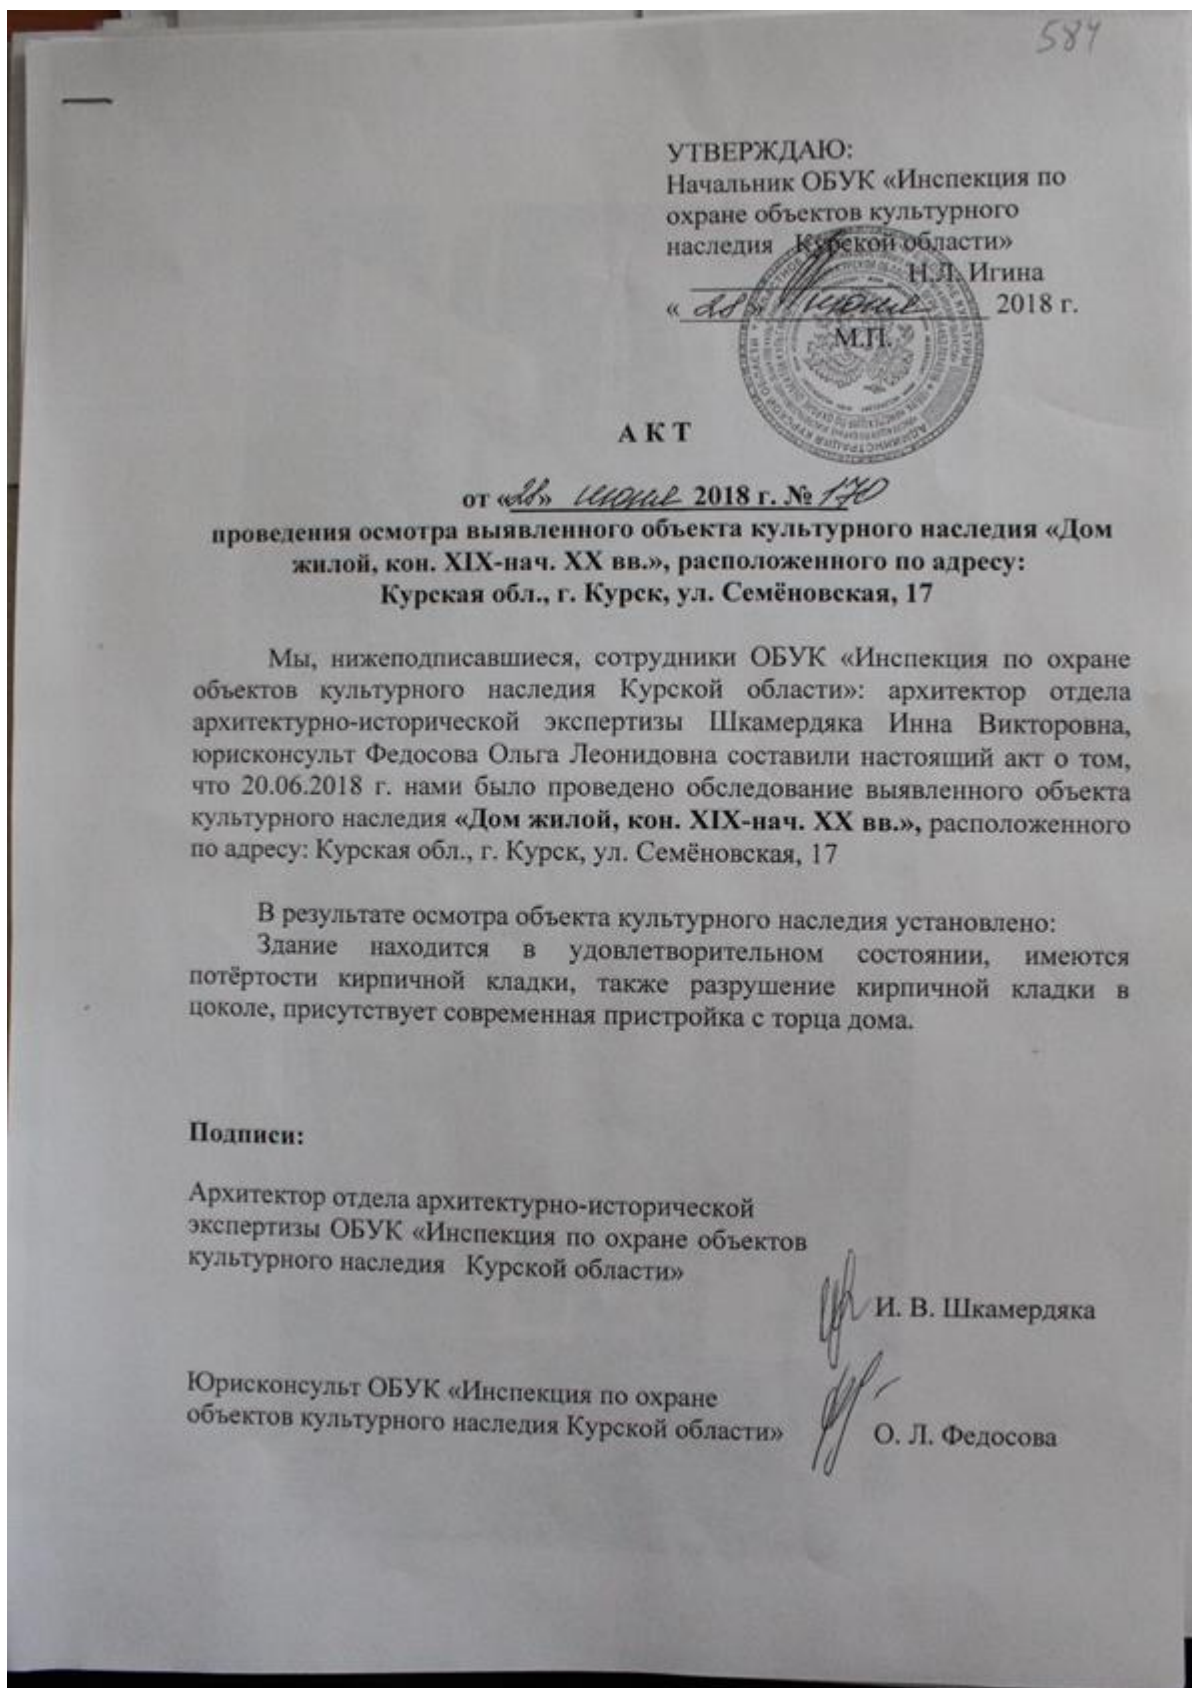 584
УТВЕРЖДАЮ:
Начальник ОБУК «Инспекция по
охране объектов культурного
наследия Курской области»
Н.Л. Игина
«28» июня 2018 г.
М.П.
А К Т
от «28» июня 2018 г. № 170
проведения осмотра выявленного объекта культурного наследия «Дом
жилой, кон. XIX-нач. XX вв.», расположенного по адресу:
Курская обл., г. Курск, ул. Семёновская, 17
Мы, нижеподписавшиеся, сотрудники ОБУК «Инспекция по охране
объектов культурного наследия Курской области»: архитектор отдела
архитектурно-исторической экспертизы Шкамердяка Инна Викторовна,
юрисконсульт Федосова Ольга Леонидовна составили настоящий акт о том,
что 20.06.2018 г. нами было проведено обследование выявленного объекта
культурного наследия «Дом жилой, кон. XIX-нач. XX вв.», расположенного
по адресу: Курская обл., г. Курск, ул. Семёновская, 17
В результате осмотра объекта культурного наследия установлено:
Здание находится в удовлетворительном состоянии, имеются
потёртости кирпичной кладки, также разрушение кирпичной кладки в
цоколе, присутствует современная пристройка с торца дома.
Подписи:
Архитектор отдела архитектурно-исторической
экспертизы ОБУК «Инспекция по охране объектов
культурного наследия Курской области»
И. В. Шкамердяка
Юрисконсульт ОБУК «Инспекция по охране
объектов культурного наследия Курской области»
О. Л. Федосова